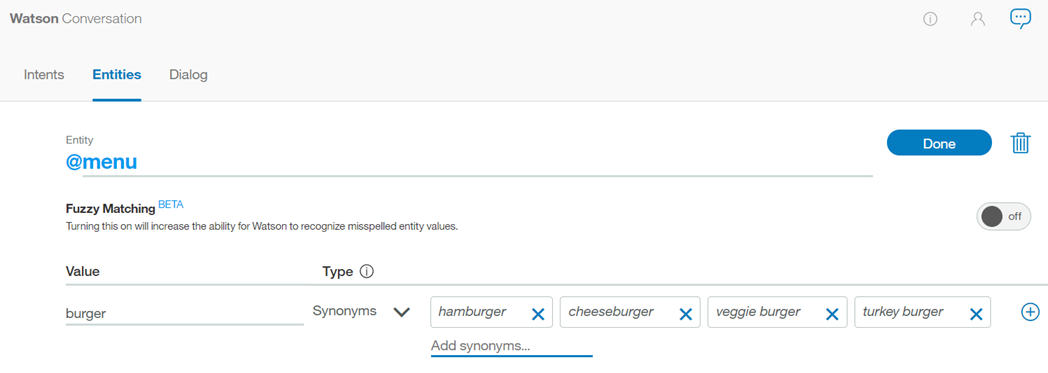 Watson Conversation
Intents Entities Dialog
Entity
@menu
Done
Fuzzy Matching BETA
Turning this on will increase the ability for Watson to recognize misspelled entity values.
off
Value Type
burger Synonyms hamburger cheeseburger veggie burger turkey burger
Add synonyms...